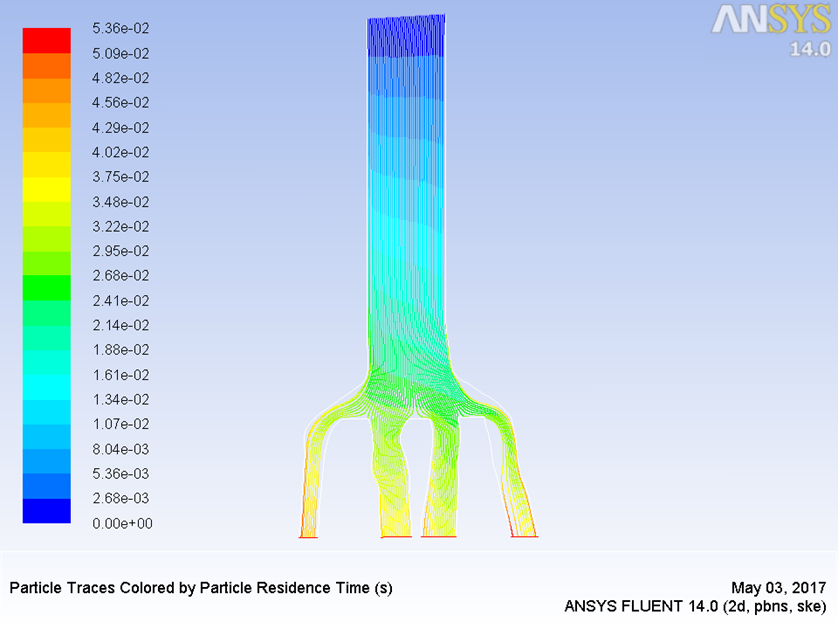 ANSYS
14.0
5.36e-02
5.09e-02
4.82e-02
4.56e-02
4.29e-02
4.02e-02
3.75e-02
3.48e-02
3.22e-02
2.95e-02
2.68e-02
2.41e-02
2.14e-02
1.88e-02
1.61e-02
1.34e-02
1.07e-02
8.04e-03
5.36e-03
2.68e-03
0.00e+00
Particle Traces Colored by Particle Residence Time (s)
May 03, 2017
ANSYS FLUENT 14.0 (2d, pbns, ske)